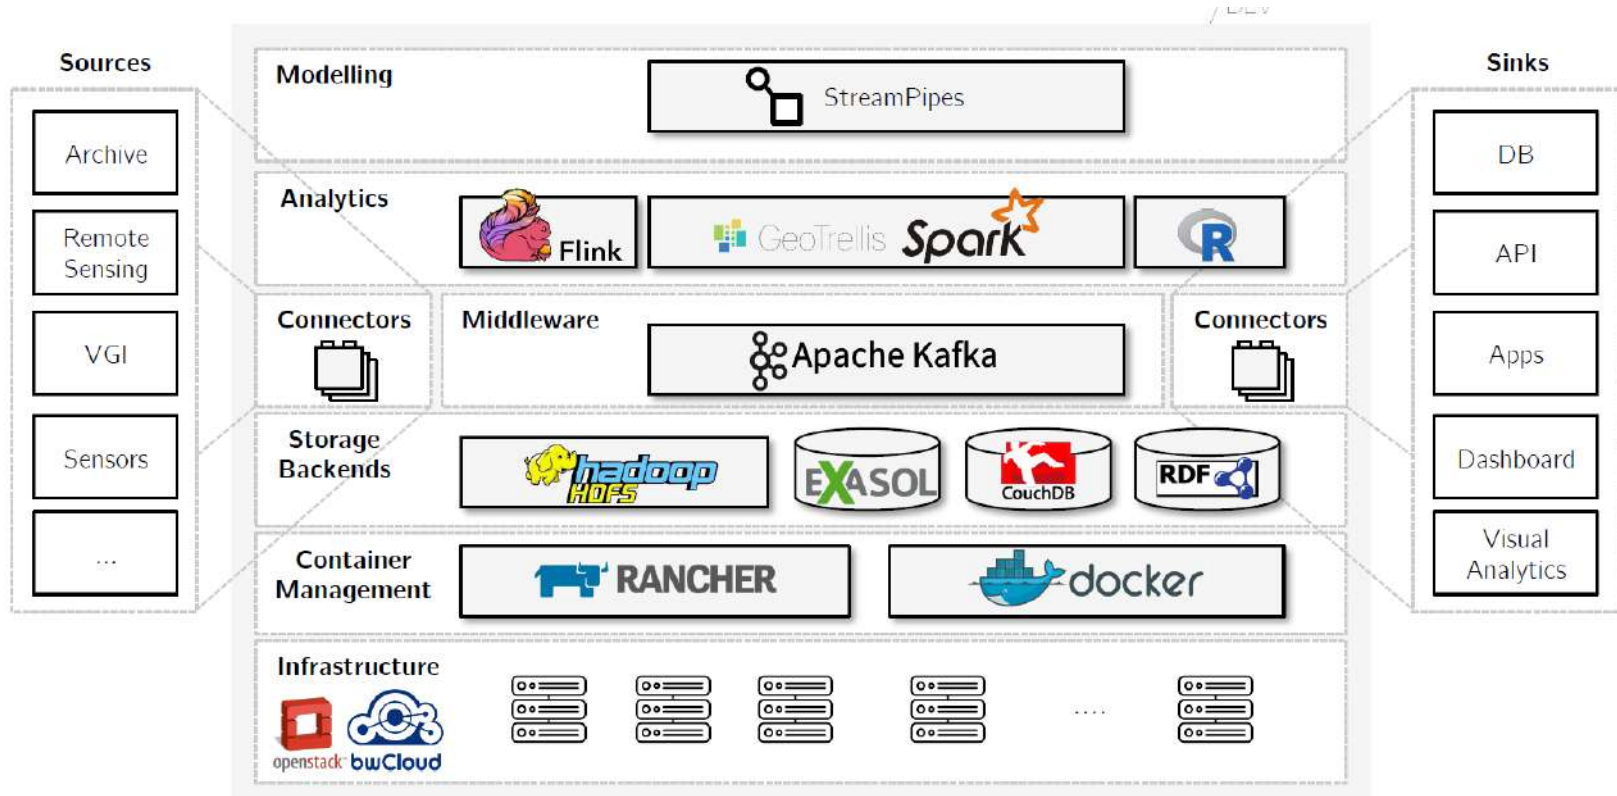 Sources
Archive
Remote
Sensing
VGI
Sensors
...
Modelling
StreamPipes
Analytics
Flink
GeoTrellis
Spark
R
Connectors
Middleware
Apache Kafka
Connectors
Storage
Backends
hadoop
HDFS
EXASOL
CouchDB
RDF
Container
Management
RANCHER
docker
Infrastructure
openstack
bwCloud
....
Sinks
DB
API
Apps
Dashboard
Visual
Analytics